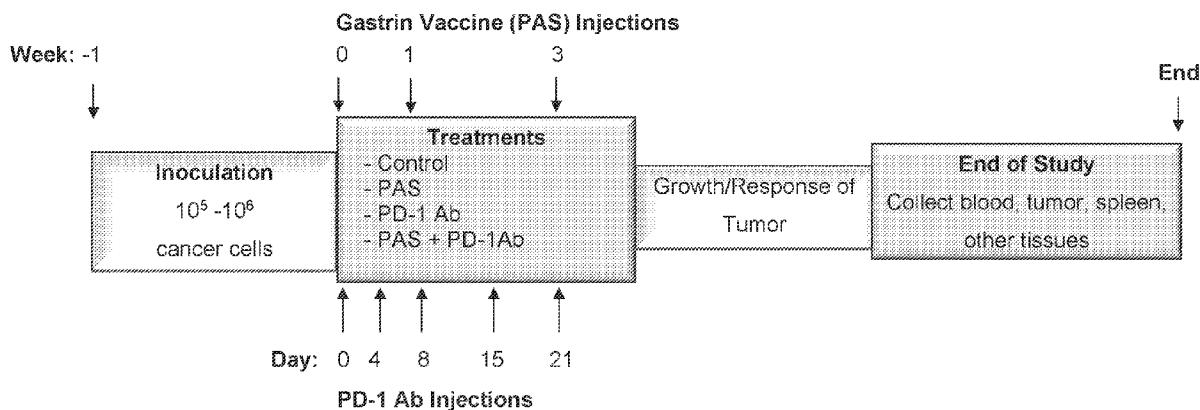 Gastrin Vaccine (PAS) Injections
Week: -1 0 1 3
End
Inoculation
10⁵ -10⁶
cancer cells
Treatments
- Control
- PAS
- PD-1 Ab
- PAS + PD-1Ab
Growth/Response of
Tumor
End of Study
Collect blood, tumor, spleen,
other tissues
Day: 0 4 8 15 21
PD-1 Ab Injections